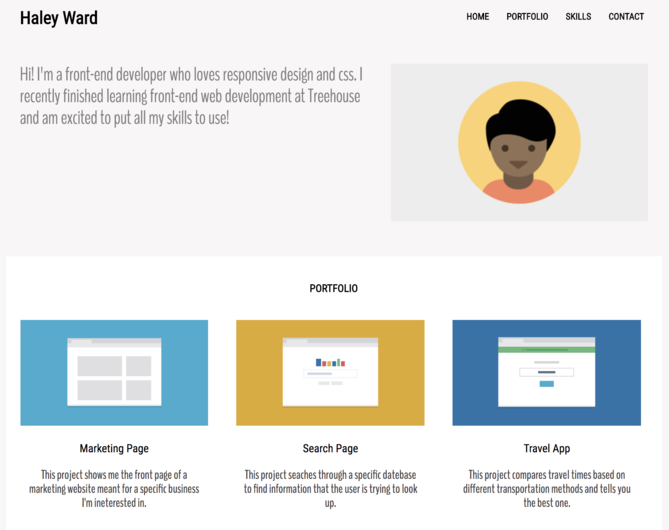 Haley Ward
HOME PORTFOLIO SKILLS CONTACT
Hi! I'm a front-end developer who loves responsive design and css. I
recently finished learning front-end web development at Treehouse
and am excited to put all my skills to use!
PORTFOLIO
Marketing Page
This project shows me the front page of a
marketing website meant for a specific business
I'm ineterested in.
Search Page
This project seaches through a specific datebase
to find information that the user is trying to look
up.
Travel App
This project compares travel times based on
different transportation methods and tells you
the best one.